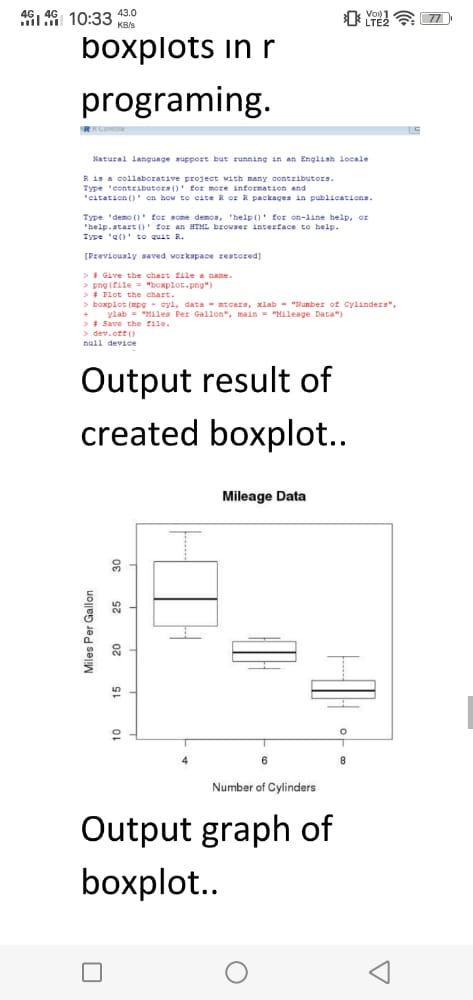 4G 4G 10:33 43.0 KB/s Vo)) 1 LTE2 77
boxplots in r
programing.
R Console
Natural language support but running in an English locale
R is a collaborative project with many contributors.
Type 'contributors()' for more information and
'citation()' on how to cite R or R packages in publications.
Type 'demo()' for some demos, 'help()' for on-line help, or
'help.start()' for an HTML browser interface to help.
Type 'q()' to quit R.
[Previously saved workspace restored]
> # Give the chart file a name.
> png(file = "boxplot.png")
> # Plot the chart.
> boxplot(mpg ~ cyl, data = mtcars, xlab = "Number of Cylinders",
+ ylab = "Miles Per Gallon", main = "Mileage Data")
> # Save the file.
> dev.off()
null device
Output result of
created boxplot..
Mileage Data
Miles Per Gallon
30
25
20
15
10
4 6 8
Number of Cylinders
Output graph of
boxplot..